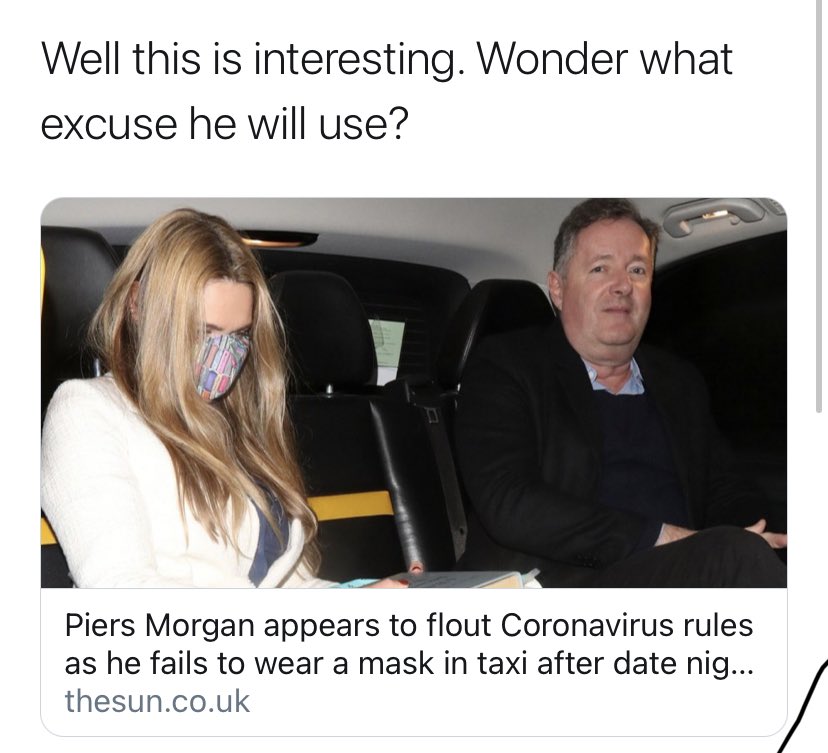 Well this is interesting. Wonder what
excuse he will use?
Piers Morgan appears to flout Coronavirus rules
as he fails to wear a mask in taxi after date nig...
thesun.co.uk